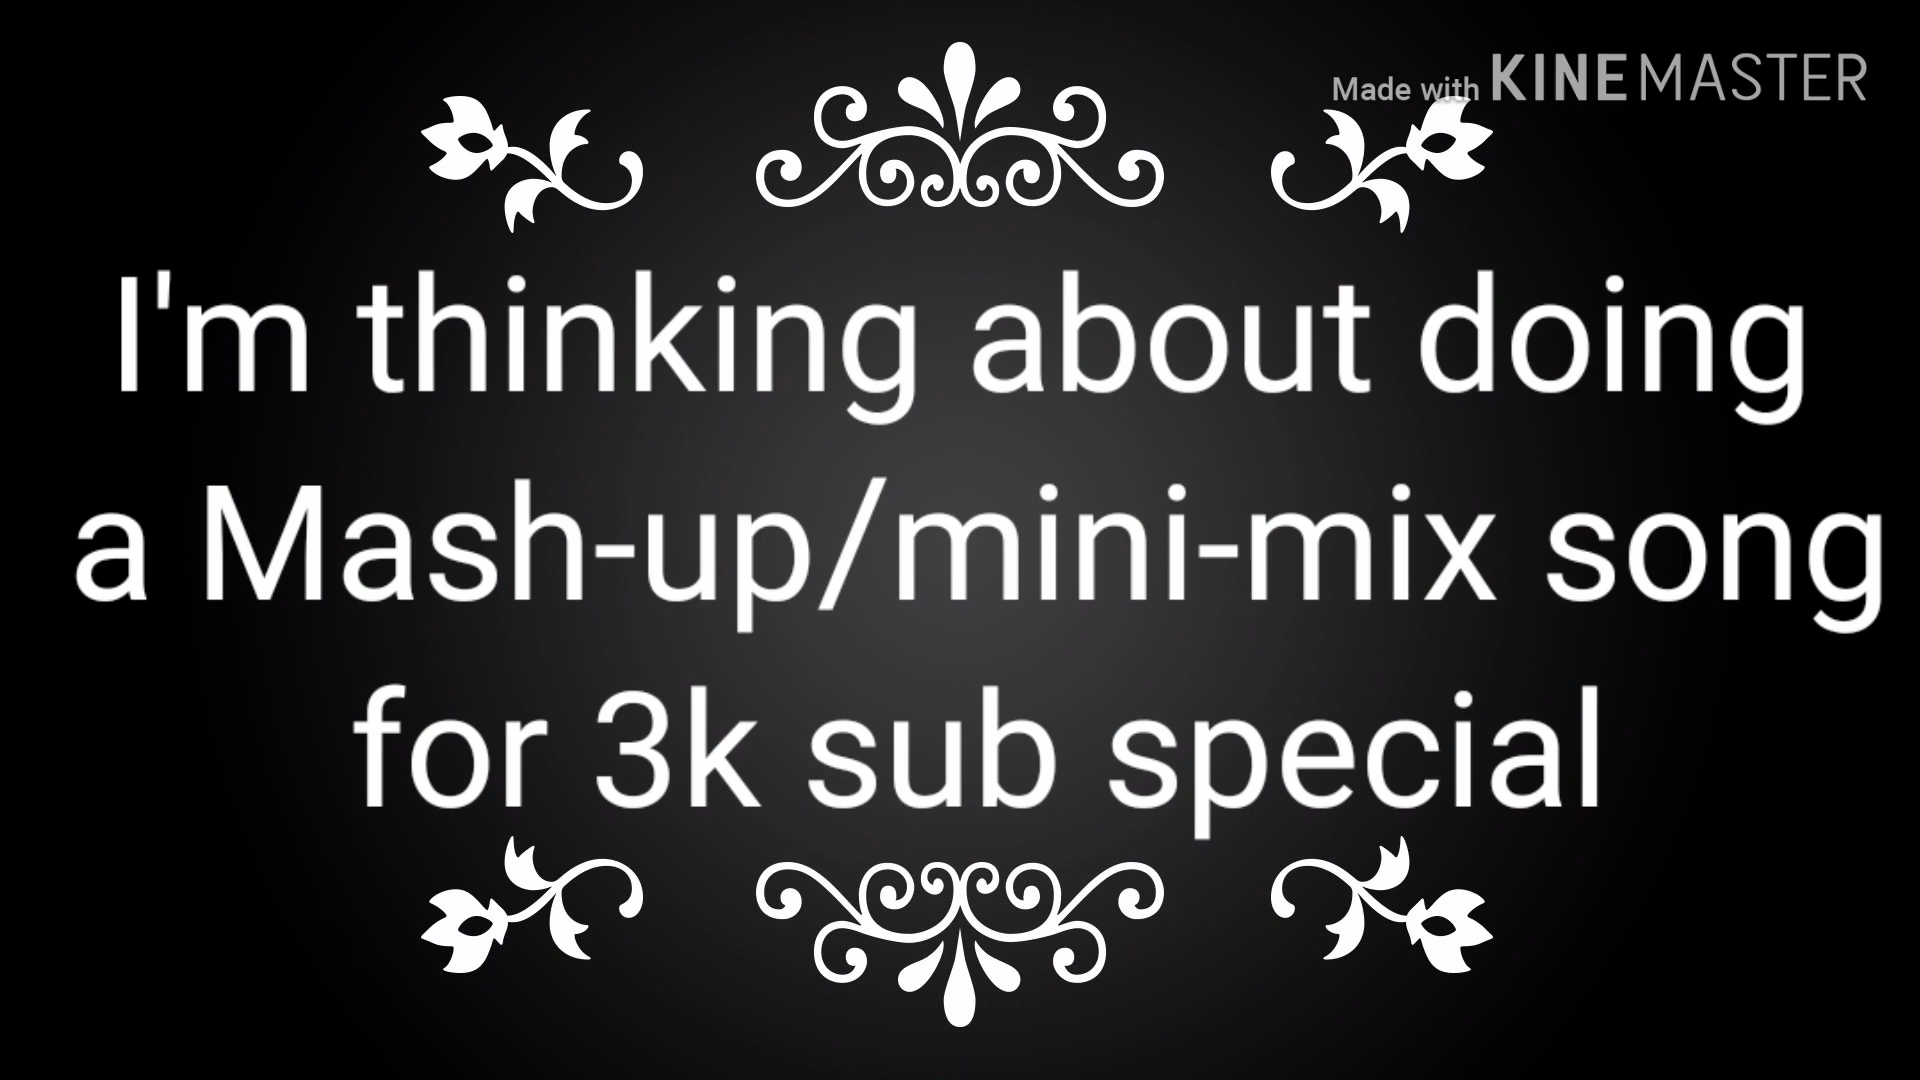 Made with KINEMASTER
I'm thinking about doing
a Mash-up/mini-mix song
for 3k sub special